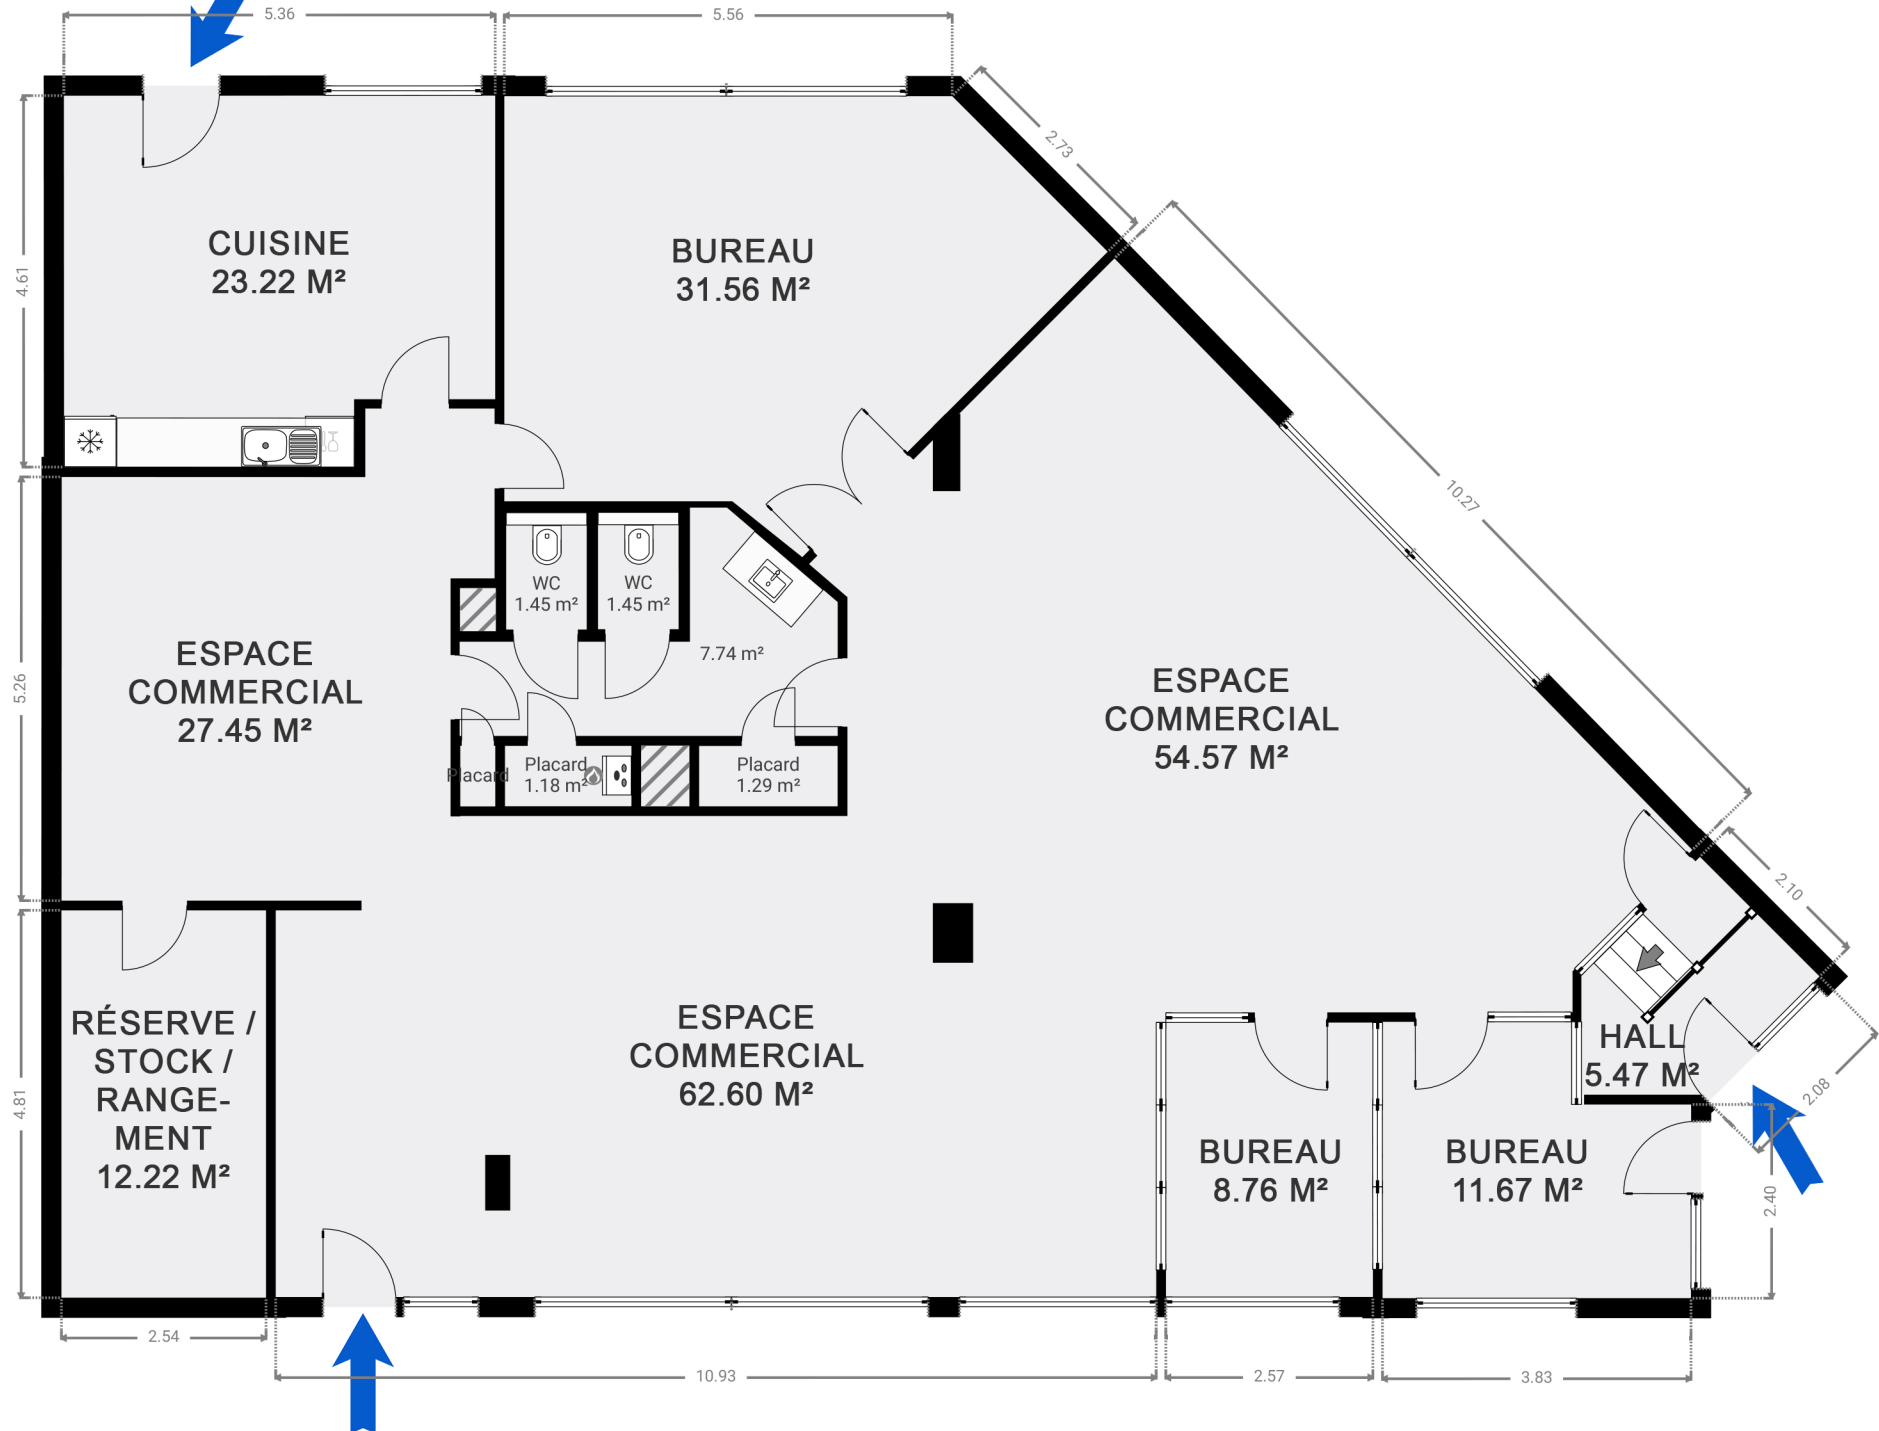 5.36
5.56
2.73
4.61
CUISINE
23.22 M²
BUREAU
31.56 M²
10.27
WC
1.45 m²
WC
1.45 m²
7.74 m²
5.26
ESPACE
COMMERCIAL
27.45 M²
ESPACE
COMMERCIAL
54.57 M²
Placard
Placard
1.18 m²
Placard
1.29 m²
2.10
RÉSERVE /
STOCK /
RANGE-
MENT
12.22 M²
ESPACE
COMMERCIAL
62.60 M²
HALL
5.47 M²
2.08
4.81
BUREAU
8.76 M²
BUREAU
11.67 M²
2.40
2.54
10.93
2.57
3.83